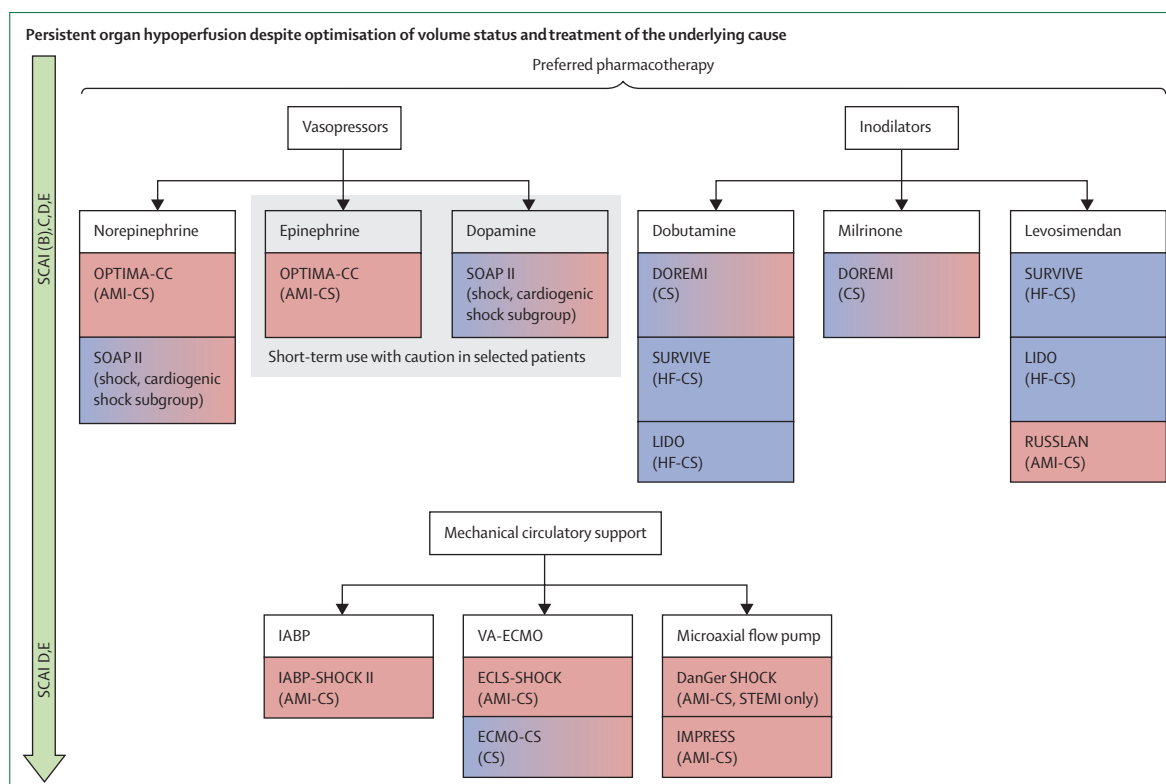 Persistent organ hypoperfusion despite optimisation of volume status and treatment of the underlying cause
Preferred pharmacotherapy
Vasopressors
Inodilators
SCAI (B),C,D,E
Norepinephrine
Epinephrine
Dopamine
Dobutamine
Milrinone
Levosimendan
OPTIMA-CC
(AMI-CS)
OPTIMA-CC
(AMI-CS)
SOAP II
(shock, cardiogenic
shock subgroup)
DOREMI
(CS)
DOREMI
(CS)
SURVIVE
(HF-CS)
SOAP II
(shock, cardiogenic
shock subgroup)
Short-term use with caution in selected patients
SURVIVE
(HF-CS)
LIDO
(HF-CS)
LIDO
(HF-CS)
RUSSLAN
(AMI-CS)
Mechanical circulatory support
SCAI D,E
IABP
VA-ECMO
Microaxial flow pump
IABP-SHOCK II
(AMI-CS)
ECLS-SHOCK
(AMI-CS)
DanGer SHOCK
(AMI-CS, STEMI only)
ECMO-CS
(CS)
IMPRESS
(AMI-CS)